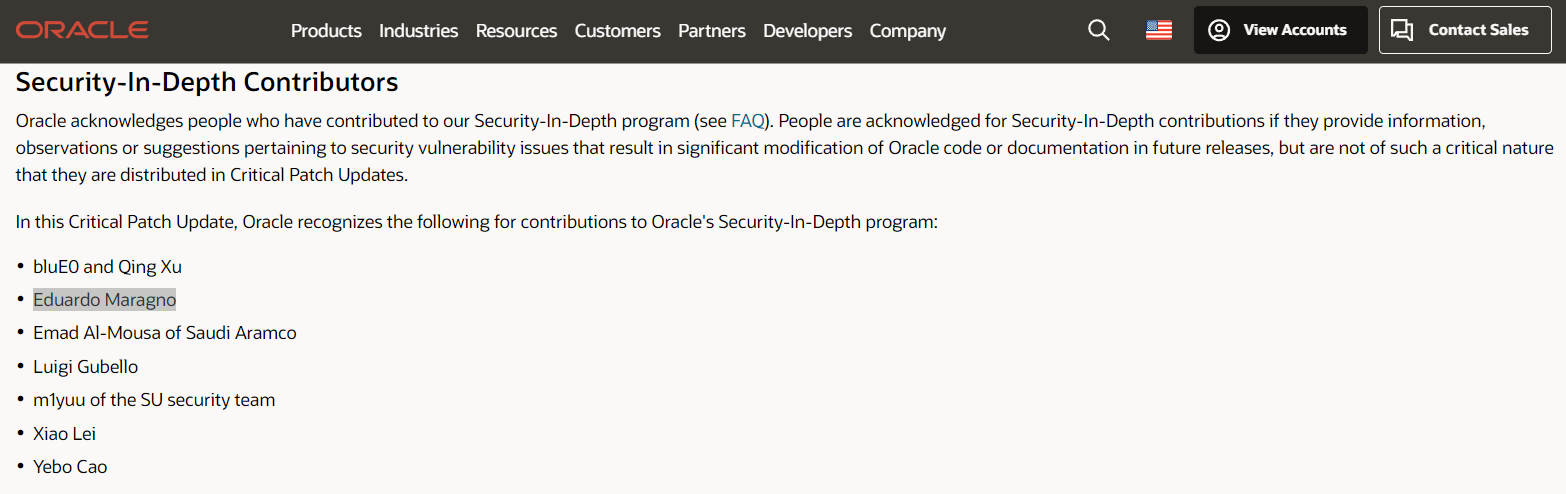 ORACLE Products Industries Resources Customers Partners Developers Company View Accounts Contact Sales
Security-In-Depth Contributors
Oracle acknowledges people who have contributed to our Security-In-Depth program (see FAQ). People are acknowledged for Security-In-Depth contributions if they provide information,
observations or suggestions pertaining to security vulnerability issues that result in significant modification of Oracle code or documentation in future releases, but are not of such a critical nature
that they are distributed in Critical Patch Updates.
In this Critical Patch Update, Oracle recognizes the following for contributions to Oracle's Security-In-Depth program:
• bluE0 and Qing Xu
• Eduardo Maragno
• Emad Al-Mousa of Saudi Aramco
• Luigi Gubello
• m1yuu of the SU security team
• Xiao Lei
• Yebo Cao